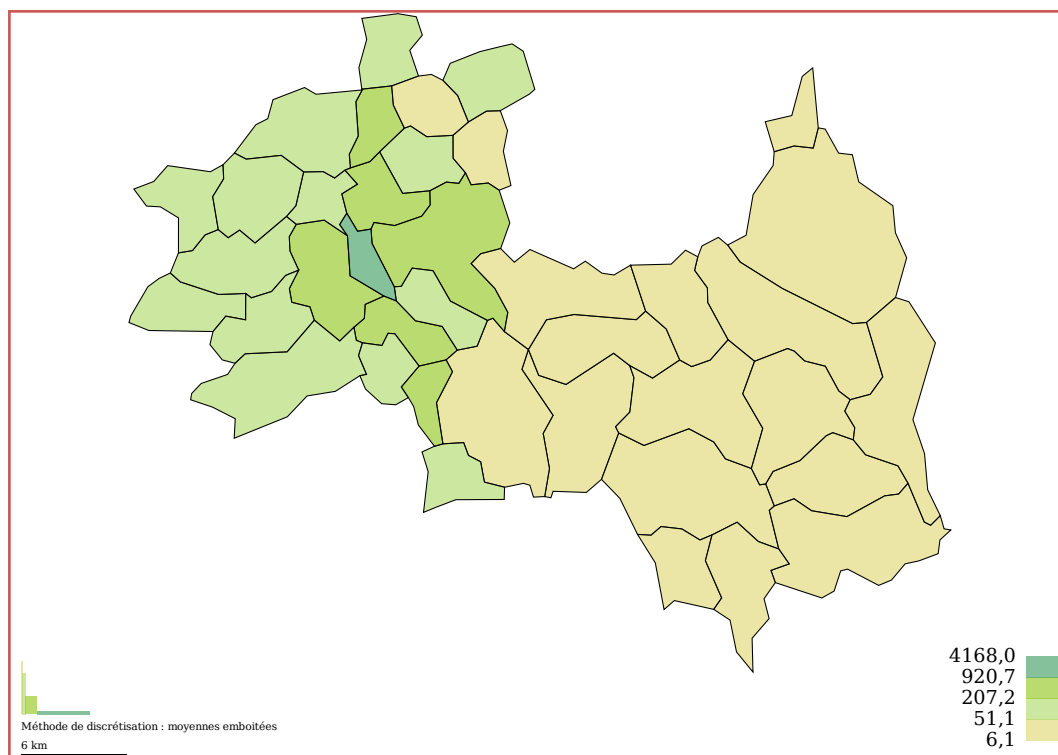 4168,0
920,7
207,2
51,1
6,1
Méthode de discrétisation : moyennes emboitées
6 km